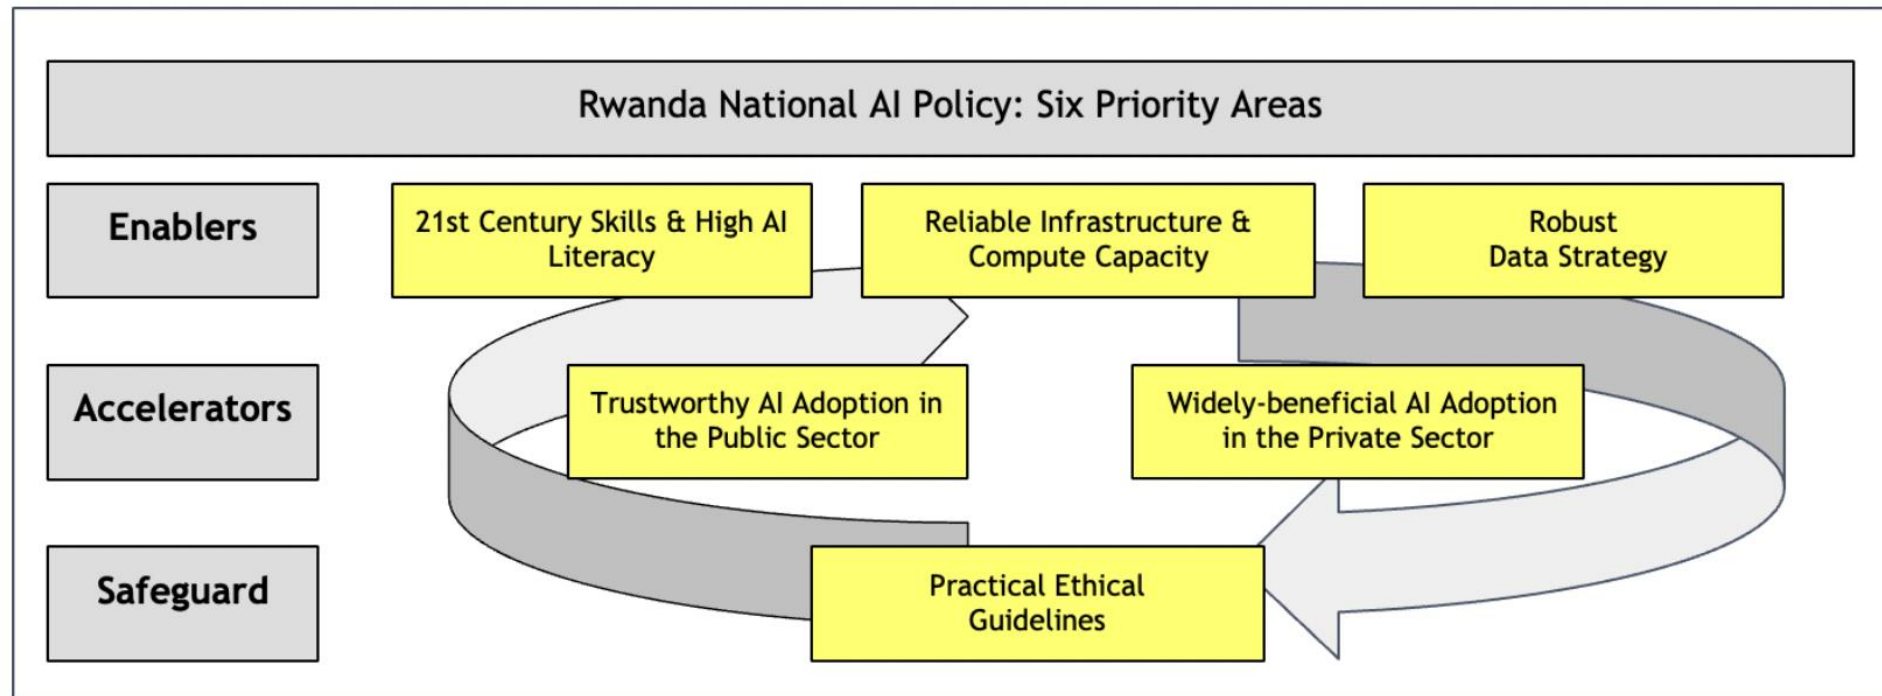 Rwanda National AI Policy: Six Priority Areas
Enablers
21st Century Skills & High AI
Literacy
Reliable Infrastructure &
Compute Capacity
Robust
Data Strategy
Accelerators
Trustworthy AI Adoption in
the Public Sector
Widely-beneficial AI Adoption
in the Private Sector
Safeguard
Practical Ethical
Guidelines